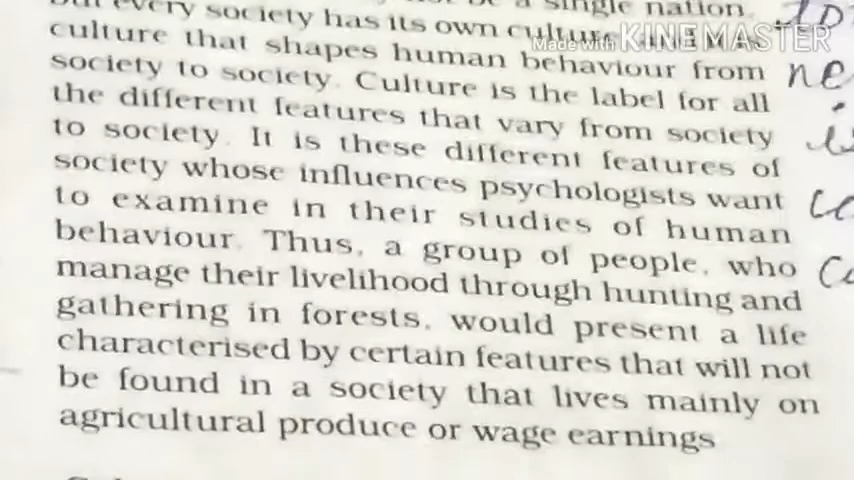 but every society has its own culture
culture that shapes human behaviour from
society to society. Culture is the label for all
the different features that vary from society
to society. It is these different features of
society whose influences psychologists want
to examine in their studies of human
behaviour. Thus, a group of people, who
manage their livelihood through hunting and
gathering in forests, would present a life
characterised by certain features that will not
be found in a society that lives mainly on
agricultural produce or wage earnings
a single nation.
Made with KINEMASTER
ne